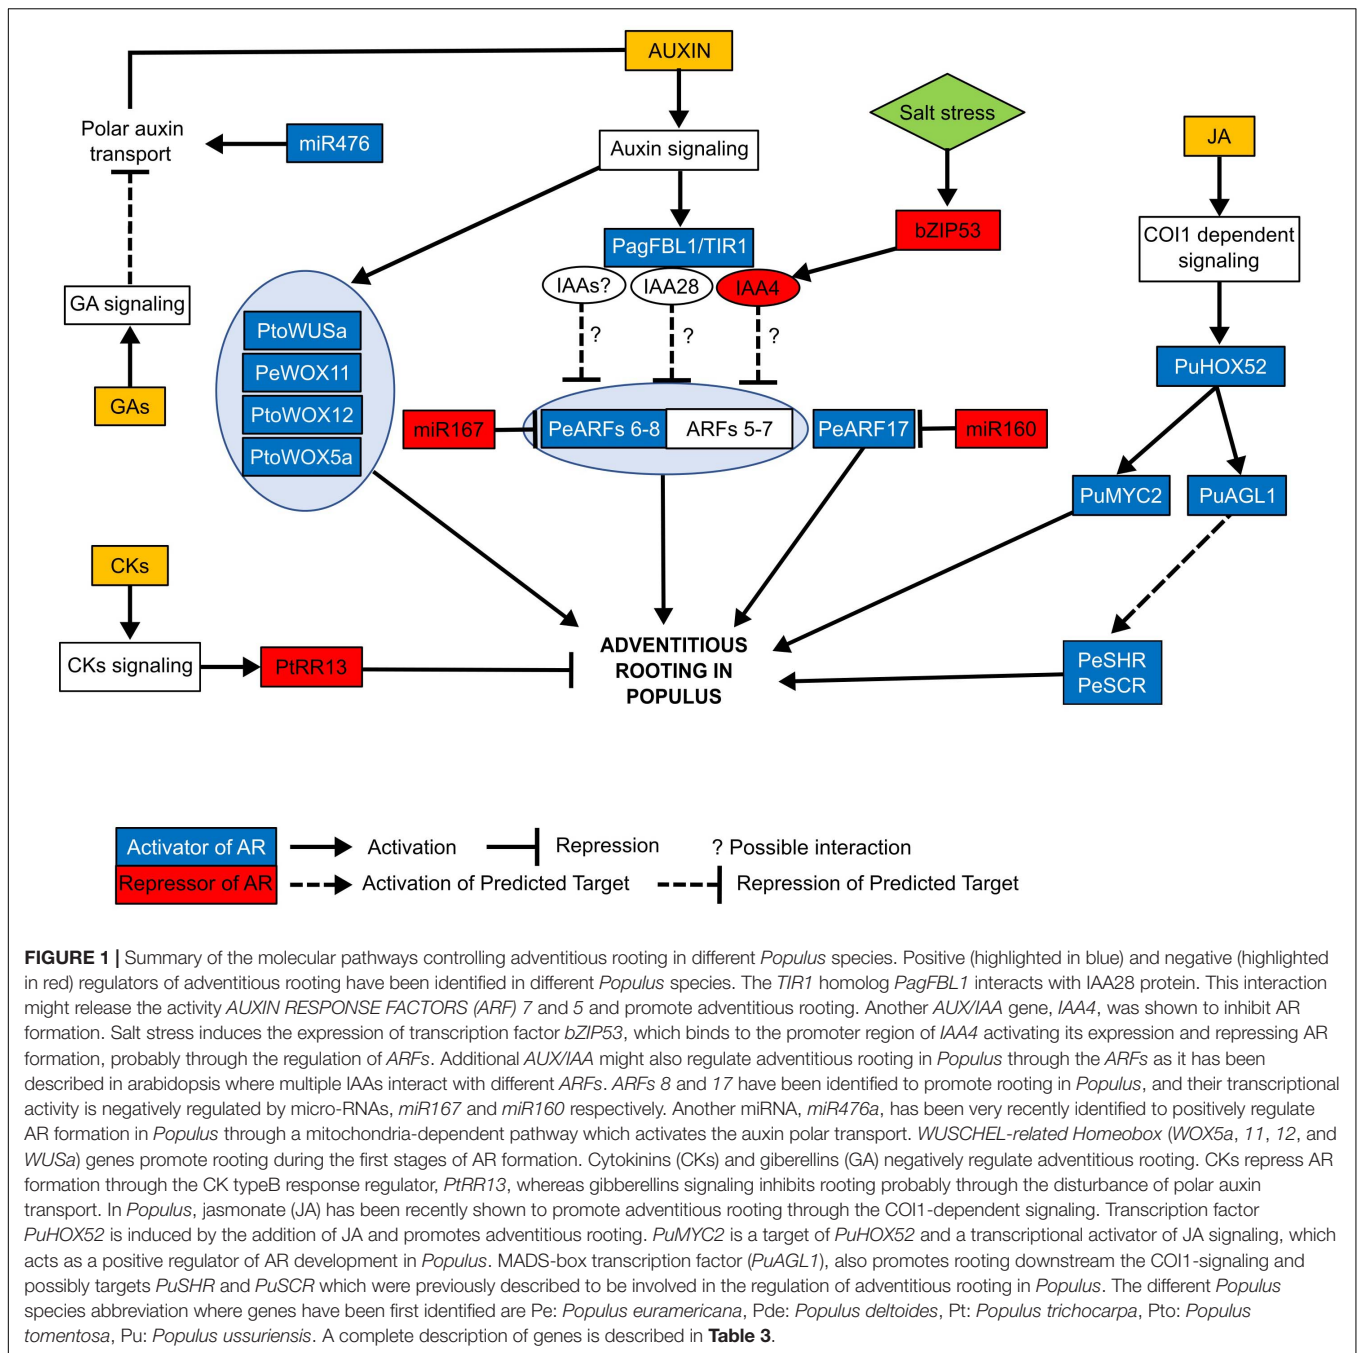 AUXIN
Salt stress
Polar auxin
transport
miR476
Auxin signaling
JA
bZIP53
PagFBL1/TIR1
COI1 dependent
signaling
IAAs?
IAA28
IAA4
GA signaling
? ? ?
PtoWUSa
PeWOX11
PtoWOX12
PtoWOX5a
PuHOX52
GAs
miR167
PeARFs 6-8
ARFs 5-7
PeARF17
miR160
PuMYC2
PuAGL1
CKs
CKs signaling
PtRR13
ADVENTITIOUS
ROOTING IN
POPULUS
PeSHR
PeSCR
Activator of AR
Activation
Repression
? Possible interaction
Repressor of AR
Activation of Predicted Target
Repression of Predicted Target
FIGURE 1 | Summary of the molecular pathways controlling adventitious rooting in different Populus species. Positive (highlighted in blue) and negative (highlighted
in red) regulators of adventitious rooting have been identified in different Populus species. The TIR1 homolog PagFBL1 interacts with IAA28 protein. This interaction
might release the activity AUXIN RESPONSE FACTORS (ARF) 7 and 5 and promote adventitious rooting. Another AUX/IAA gene, IAA4, was shown to inhibit AR
formation. Salt stress induces the expression of transcription factor bZIP53, which binds to the promoter region of IAA4 activating its expression and repressing AR
formation, probably through the regulation of ARFs. Additional AUX/IAA might also regulate adventitious rooting in Populus through the ARFs as it has been
described in arabidopsis where multiple IAAs interact with different ARFs. ARFs 8 and 17 have been identified to promote rooting in Populus, and their transcriptional
activity is negatively regulated by micro-RNAs, miR167 and miR160 respectively. Another miRNA, miR476a, has been very recently identified to positively regulate
AR formation in Populus through a mitochondria-dependent pathway which activates the auxin polar transport. WUSCHEL-related Homeobox (WOX5a, 11, 12, and
WUSa) genes promote rooting during the first stages of AR formation. Cytokinins (CKs) and giberellins (GA) negatively regulate adventitious rooting. CKs repress AR
formation through the CK typeB response regulator, PtRR13, whereas gibberellins signaling inhibits rooting probably through the disturbance of polar auxin
transport. In Populus, jasmonate (JA) has been recently shown to promote adventitious rooting through the COI1-dependent signaling. Transcription factor
PuHOX52 is induced by the addition of JA and promotes adventitious rooting. PuMYC2 is a target of PuHOX52 and a transcriptional activator of JA signaling, which
acts as a positive regulator of AR development in Populus. MADS-box transcription factor (PuAGL1), also promotes rooting downstream the COI1-signaling and
possibly targets PuSHR and PuSCR which were previously described to be involved in the regulation of adventitious rooting in Populus. The different Populus
species abbreviation where genes have been first identified are Pe: Populus euramericana, Pde: Populus deltoides, Pt: Populus trichocarpa, Pto: Populus
tomentosa, Pu: Populus ussuriensis. A complete description of genes is described in Table 3.